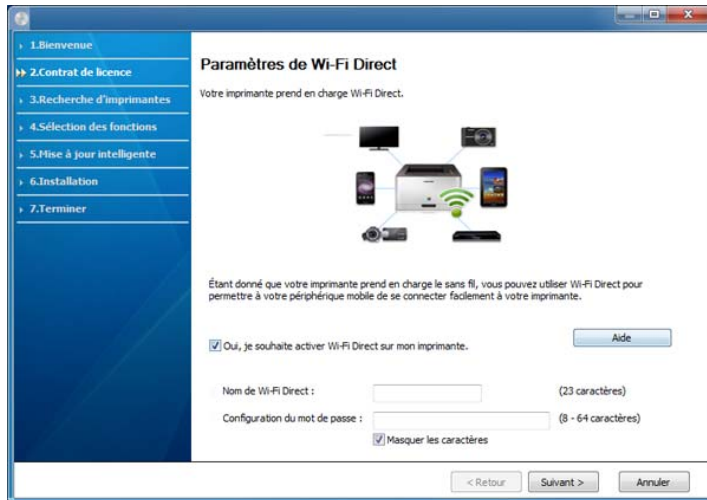 1.Bienvenue
2.Contrat de licence
3.Recherche d'imprimantes
4.Sélection des fonctions
5.Mise à jour intelligente
6.Installation
7.Terminer
Paramètres de Wi-Fi Direct
Votre imprimante prend en charge Wi-Fi Direct.
Étant donné que votre imprimante prend en charge le sans fil, vous pouvez utiliser Wi-Fi Direct pour
permettre à votre périphérique mobile de se connecter facilement à votre imprimante.
Oui, je souhaite activer Wi-Fi Direct sur mon imprimante.
Aide
Nom de Wi-Fi Direct : (23 caractères)
Configuration du mot de passe : (8 - 64 caractères)
Masquer les caractères
< Retour Suivant > Annuler